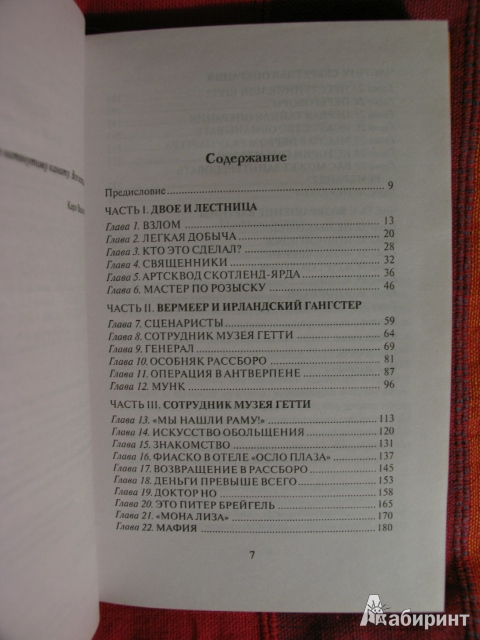 Содержание
Предисловие 9
ЧАСТЬ I. ДВОЕ И ЛЕСТНИЦА
Глава 1. ВЗЛОМ 13
Глава 2. ЛЕГКАЯ ДОБЫЧА 20
Глава 3. КТО ЭТО СДЕЛАЛ? 28
Глава 4. СВЯЩЕННИКИ 32
Глава 5. АРТСКВОД СКОТЛЕНД-ЯРДА 36
Глава 6. МАСТЕР ПО РОЗЫСКУ 46
ЧАСТЬ II. ВЕРМЕЕР И ИРЛАНДСКИЙ ГАНГСТЕР
Глава 7. СЦЕНАРИСТЫ 59
Глава 8. СОТРУДНИК МУЗЕЯ ГЕТТИ 64
Глава 9. ГЕНЕРАЛ 69
Глава 10. ОСОБНЯК РАССБОРО 81
Глава 11. ОПЕРАЦИЯ В АНТВЕРПЕНЕ 87
Глава 12. МУНК 96
ЧАСТЬ III. СОТРУДНИК МУЗЕЯ ГЕТТИ
Глава 13. «МЫ НАШЛИ РАМУ!» 113
Глава 14. ИСКУССТВО ОБОЛЬЩЕНИЯ 120
Глава 15. ЗНАКОМСТВО 131
Глава 16. ФИАСКО В ОТЕЛЕ «ОСЛО ПЛАЗА» 137
Глава 17. ВОЗВРАЩЕНИЕ В РАССБОРО 145
Глава 18. ДЕНЬГИ ПРЕВЫШЕ ВСЕГО 153
Глава 19. ДОКТОР НО 158
Глава 20. ЭТО ПИТЕР БРЕЙГЕЛЬ 165
Глава 21. «МОНА ЛИЗА» 170
Глава 22. МАФИЯ 180
7
Лабиринт.ру